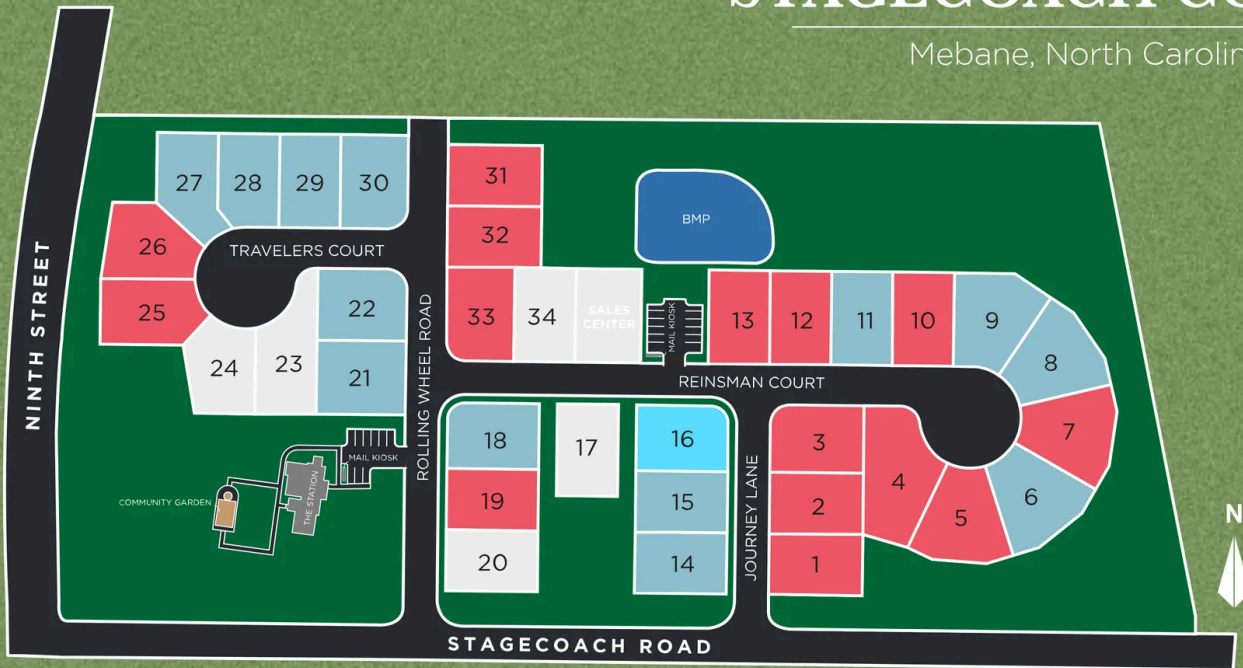 Mebane, North
NINTH STREET
27
28
29
30
26
25
TRAVELERS COURT
22
21
24
23
ROLLING WHEEL ROAD
31
32
33
34
SALES
CENTER
BMP
MAIL KIOSK
13
12
11
10
9
8
7
6
5
4
3
2
1
REINSMAN COURT
18
19
20
17
16
15
14
JOURNEY LANE
MAIL KIOSK
THE STATION
COMMUNITY GARDEN
STAGECOACH ROAD
N